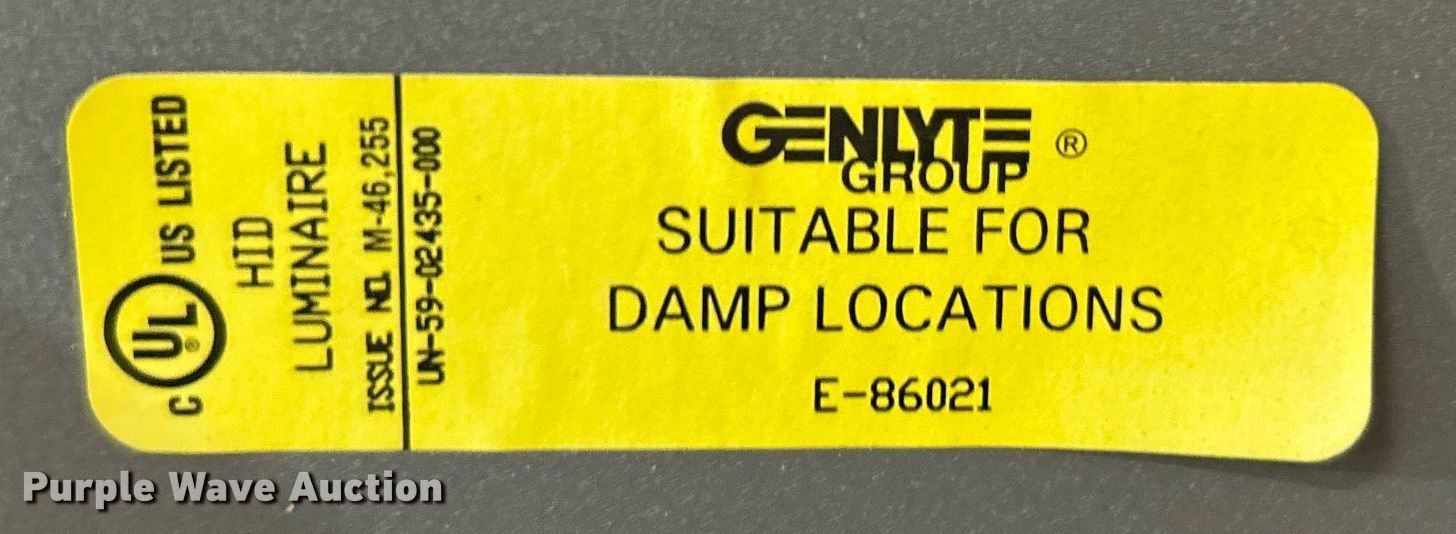 C UL® US LISTED
HID
LUMINAIRE
ISSUE NO. M-46,255
UN-59-02435-000
GENLYTE ®
GROUP
SUITABLE FOR
DAMP LOCATIONS
E-86021
Purple Wave Auction